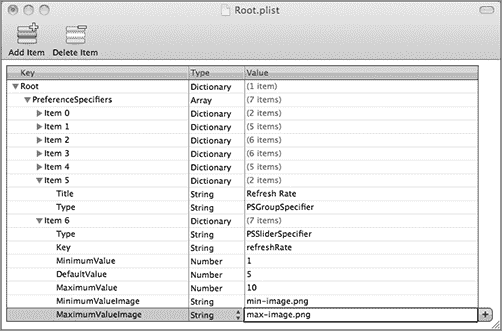 Root.plist
Add Item Delete Item
Key Type Value
Root Dictionary (1 item)
PreferenceSpecifiers Array (7 items)
Item 0 Dictionary (2 items)
Item 1 Dictionary (5 items)
Item 2 Dictionary (6 items)
Item 3 Dictionary (6 items)
Item 4 Dictionary (5 items)
Item 5 Dictionary (2 items)
Title String Refresh Rate
Type String PSGroupSpecifier
Item 6 Dictionary (7 items)
Type String PSSliderSpecifier
Key String refreshRate
MinimumValue Number 1
DefaultValue Number 5
MaximumValue Number 10
MinimumValueImage String min-image.png
MaximumValueImage String max-image.png